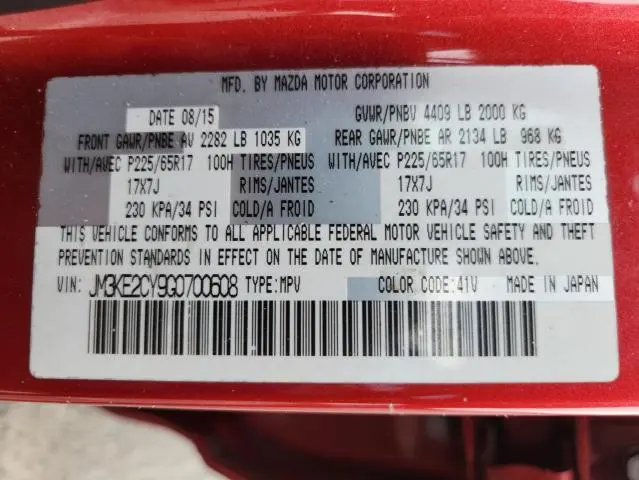 MFD. BY MAZDA MOTOR CORPORATION
DATE 08/15 GVWR/PNBV 4409 LB 2000 KG
FRONT GAWR/PNBE AV 2282 LB 1035 KG REAR GAWR/PNBE AR 2134 LB 968 KG
WITH/AVEC P225/65R17 100H TIRES/PNEUS WITH/AVEC P225/65R17 100H TIRES/PNEUS
17X7J RIMS/JANTES 17X7J RIMS/JANTES
230 KPA/34 PSI COLD/A FROID 230 KPA/34 PSI COLD/A FROID
THIS VEHICLE CONFORMS TO ALL APPLICABLE FEDERAL MOTOR VEHICLE SAFETY AND THEFT
PREVENTION STANDARDS IN EFFECT ON THE DATE OF MANUFACTURE SHOWN ABOVE.
VIN: JM3KE2CY9G0700608 TYPE:MPV COLOR CODE:41V MADE IN JAPAN